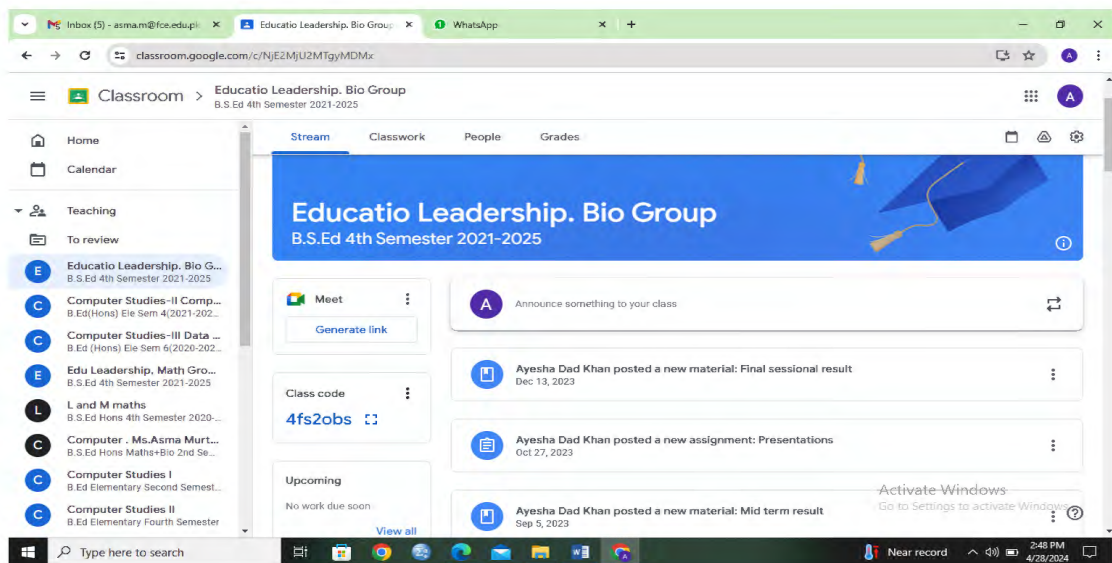 Inbox (5) - asma.m@fce.edu.pk
Educatio Leadership. Bio Group
WhatsApp
classroom.google.com/c/NjE2MjU2MTgyMDMx
Classroom > Educatio Leadership. Bio Group
B.S.Ed 4th Semester 2021-2025
A
Home
Calendar
Teaching
To review
E
Educatio Leadership. Bio G...
B.S.Ed 4th Semester 2021-2025
C
Computer Studies-II Comp...
B.Ed(Hons) Ele Sem 4(2021-202...
C
Computer Studies-III Data ...
B.Ed (Hons) Ele Sem 6(2020-202...
E
Edu Leadership, Math Gro...
B.S.Ed 4th Semester 2021-2025
L
L and M maths
B.S.Ed Hons 4th Semester 2020-...
C
Computer . Ms.Asma Murt...
B.S.Ed Hons Maths+Bio 2nd Se...
C
Computer Studies I
B.Ed Elementary Second Semest...
C
Computer Studies II
B.Ed Elementary Fourth Semester
Stream Classwork People Grades
Educatio Leadership. Bio Group
B.S.Ed 4th Semester 2021-2025
Meet
Generate link
Class code
4fs2obs
Upcoming
No work due soon
View all
A
Announce something to your class
Ayesha Dad Khan posted a new material: Final sessional result
Dec 13, 2023
Ayesha Dad Khan posted a new assignment: Presentations
Oct 27, 2023
Ayesha Dad Khan posted a new material: Mid term result
Sep 5, 2023
Activate Windows
Go to Settings to activate Windows
Type here to search
Near record
2:48 PM
4/28/2024